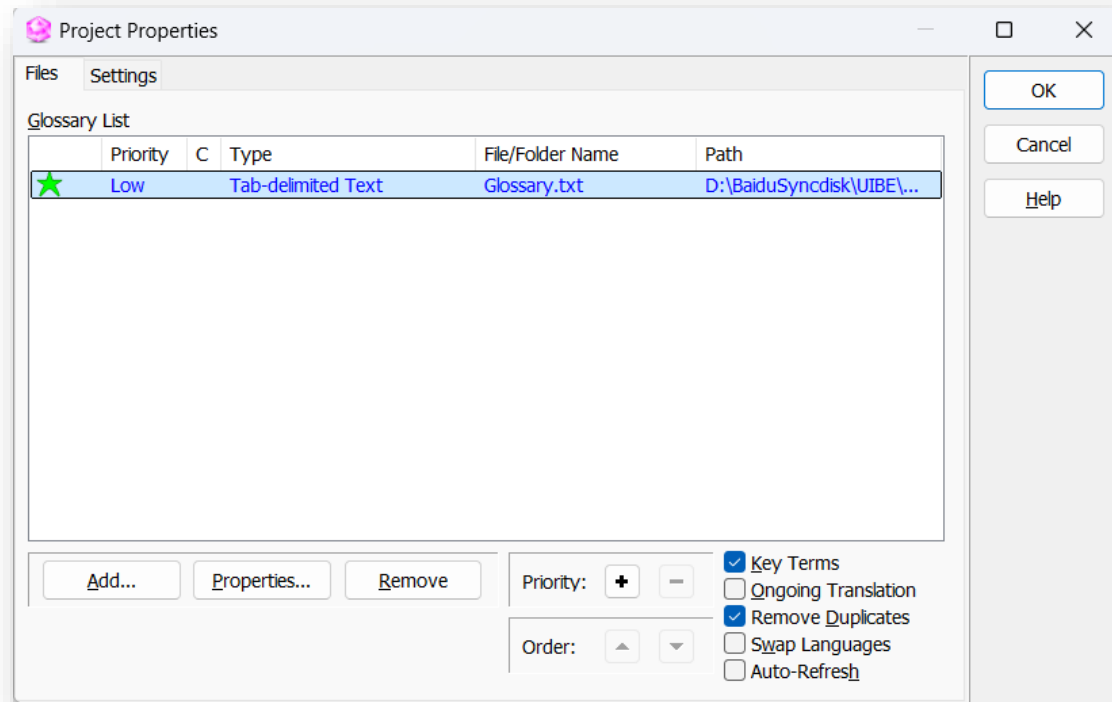 Project Properties
Files Settings
OK
Cancel
Help
Glossary List
Priority C Type File/Folder Name Path
Low Tab-delimited Text Glossary.txt D:\BaiduSyncdisk\UIBE\...
Add... Properties... Remove
Priority:
Order:
Key Terms
Ongoing Translation
Remove Duplicates
Swap Languages
Auto-Refresh